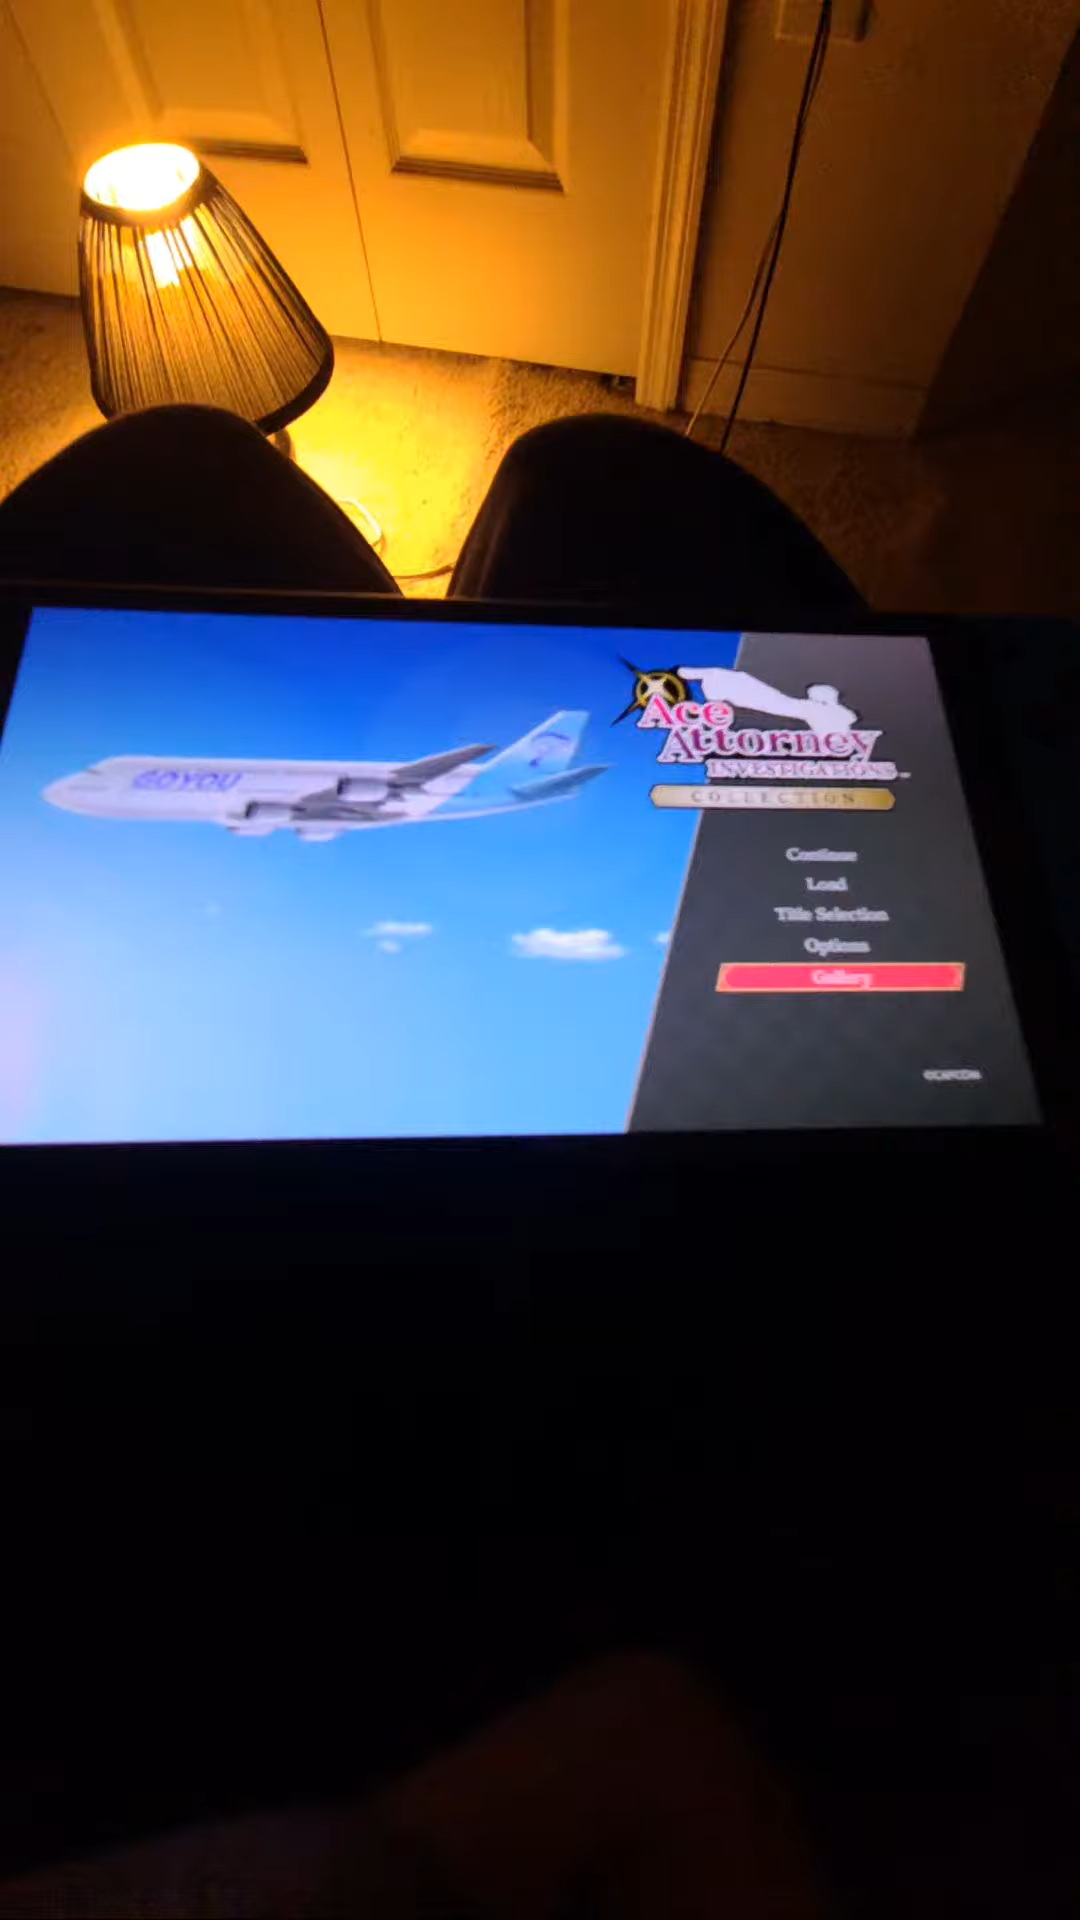 GOYOU
Ace
Attorney
INVESTIGATIONS
COLLECTION
Continue
Load
Title Selection
Options
Gallery
©CAPCOM